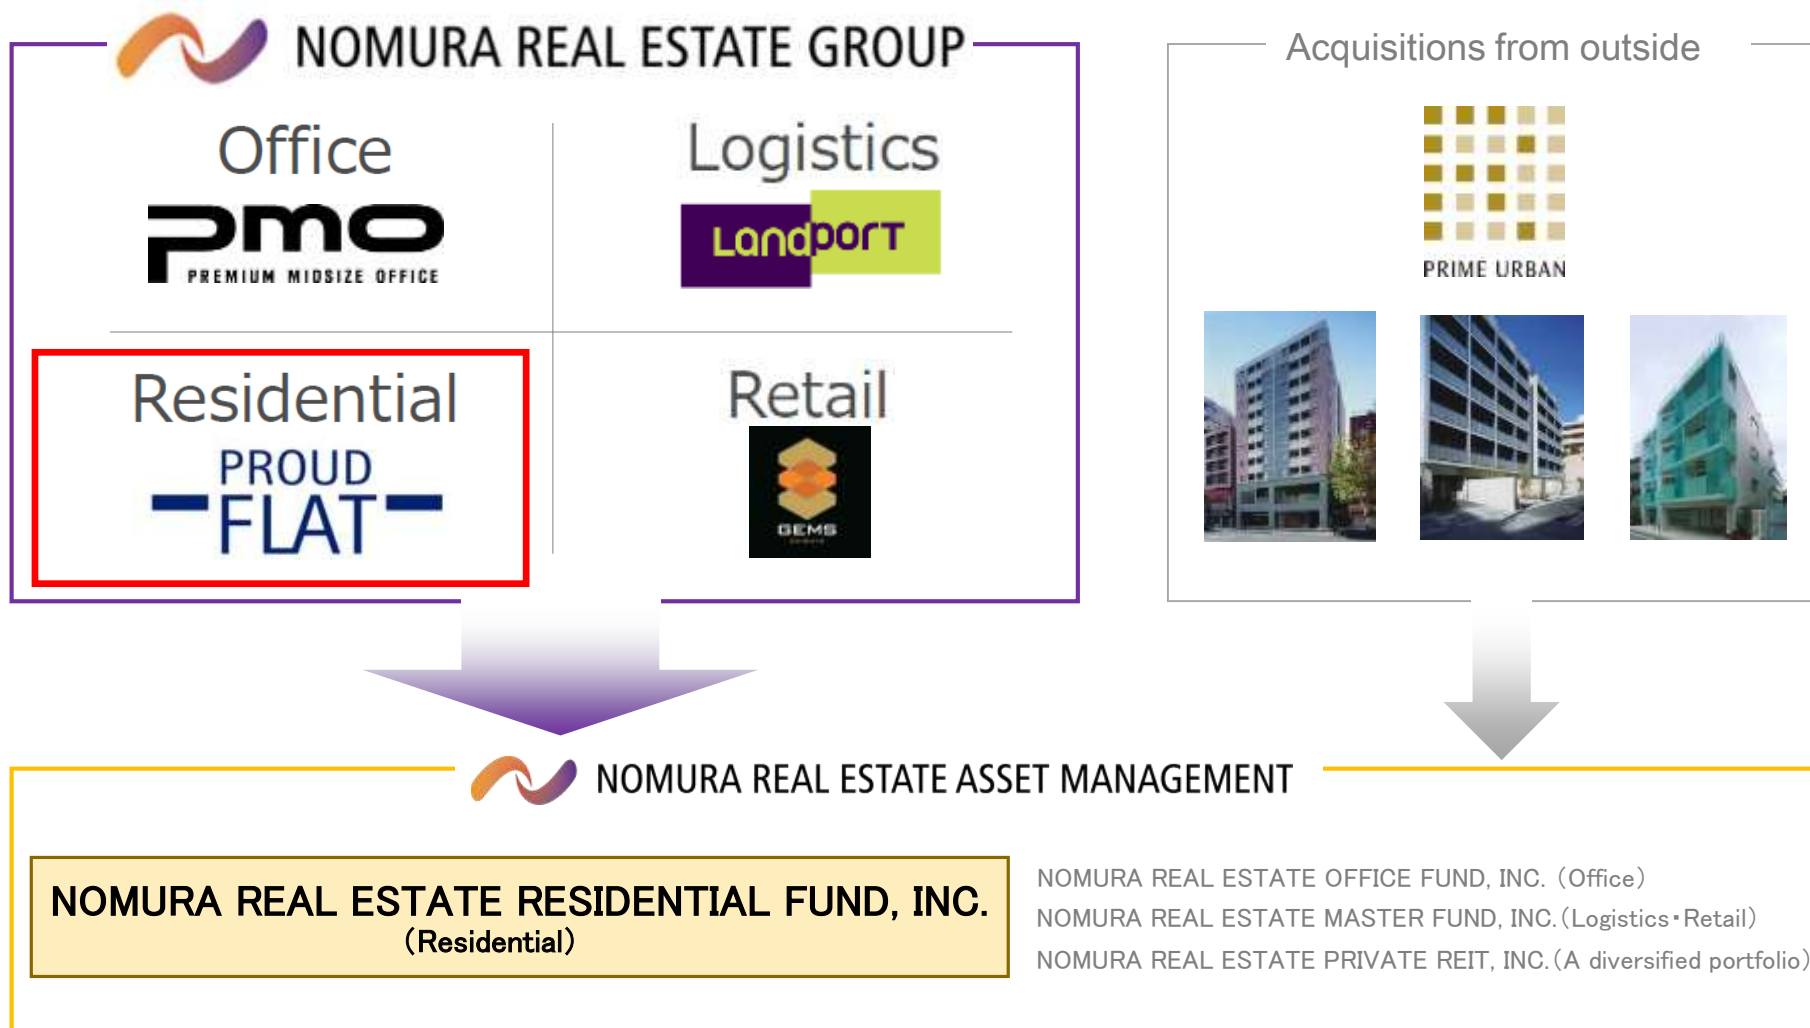 NOMURA REAL ESTATE GROUP
Acquisitions from outside
Office
pmo
PREMIUM MIDSIZE OFFICE
Logistics
Landport
PRIME URBAN
Residential
PROUD
FLAT
Retail
GEMS
NOMURA REAL ESTATE ASSET MANAGEMENT
NOMURA REAL ESTATE RESIDENTIAL FUND, INC.
(Residential)
NOMURA REAL ESTATE OFFICE FUND, INC. (Office)
NOMURA REAL ESTATE MASTER FUND, INC.(Logistics・Retail)
NOMURA REAL ESTATE PRIVATE REIT, INC.(A diversified portfolio)